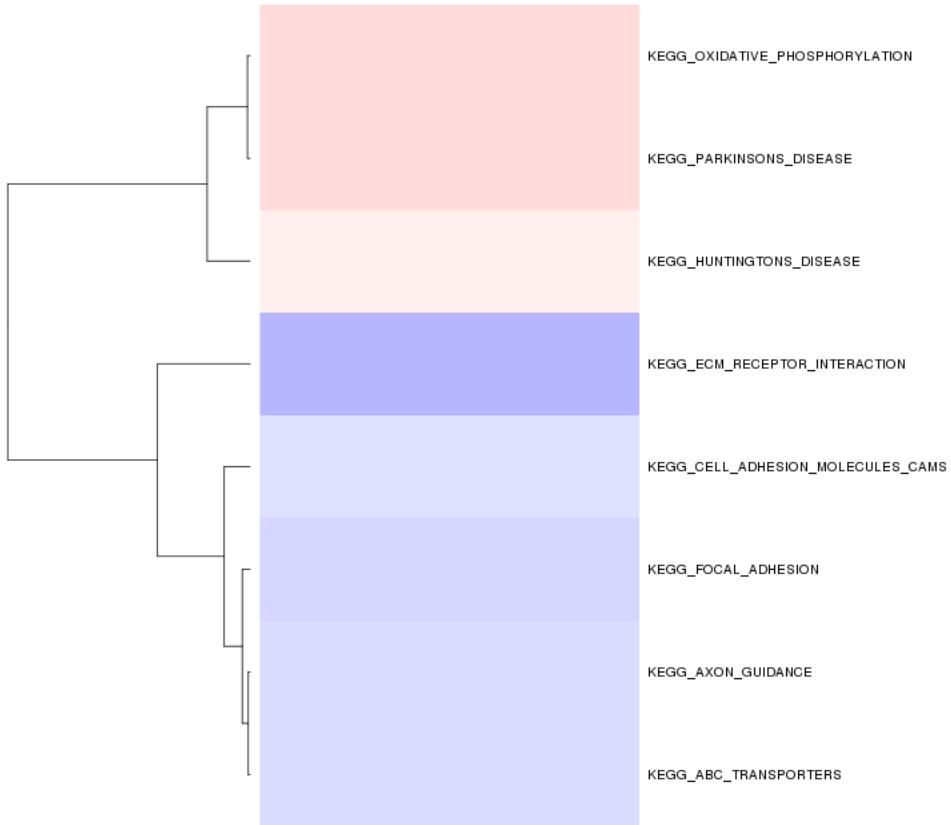 KEGG_OXIDATIVE_PHOSPHORYLATION
KEGG_PARKINSONS_DISEASE
KEGG_HUNTINGTONS_DISEASE
KEGG_ECM_RECEPTOR_INTERACTION
KEGG_CELL_ADHESION_MOLECULES_CAMS
KEGG_FOCAL_ADHESION
KEGG_AXON_GUIDANCE
KEGG_ABC_TRANSPORTERS